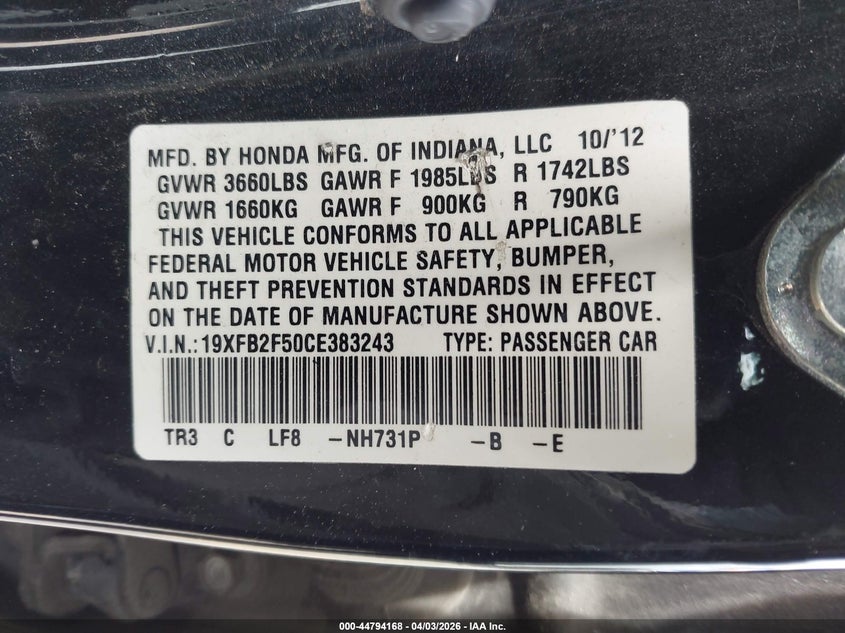 MFD. BY HONDA MFG. OF INDIANA, LLC 10/'12
GVWR 3660LBS GAWR F 1985LBS R 1742LBS
GVWR 1660KG GAWR F 900KG R 790KG
THIS VEHICLE CONFORMS TO ALL APPLICABLE
FEDERAL MOTOR VEHICLE SAFETY, BUMPER,
AND THEFT PREVENTION STANDARDS IN EFFECT
ON THE DATE OF MANUFACTURE SHOWN ABOVE.
V.I.N.:19XFB2F50CE383243 TYPE: PASSENGER CAR
TR3 C LF8 -NH731P -B -E
000-44794168 - 04/03/2026 - IAA Inc.